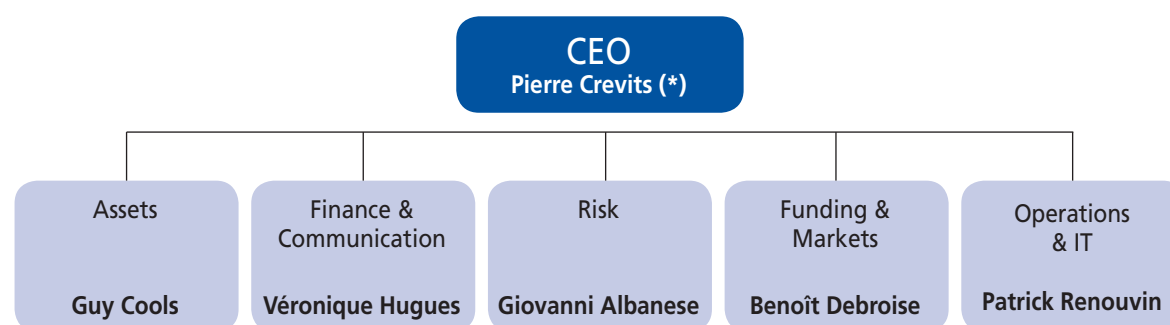 CEO
Pierre Crevits (*)
Assets
Guy Cools
Finance &
Communication
Véronique Hugues
Risk
Giovanni Albanese
Funding &
Markets
Benoît Debroise
Operations
& IT
Patrick Renouvin